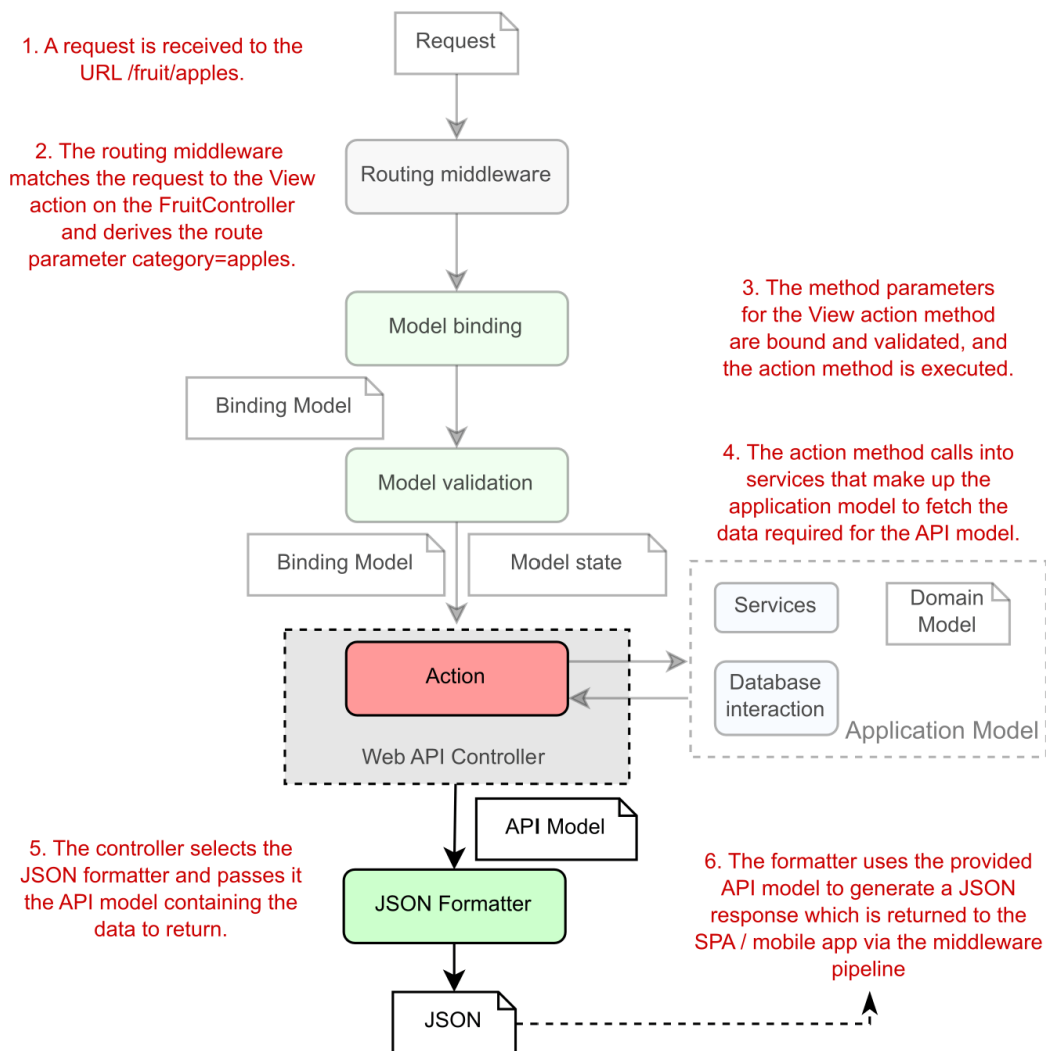 Request
1. A request is received to the
URL /fruit/apples.
2. The routing middleware
matches the request to the View
action on the FruitController
and derives the route
parameter category=apples.
Routing middleware
Model binding
3. The method parameters
for the View action method
are bound and validated, and
the action method is executed.
Binding Model
Model validation
4. The action method calls into
services that make up the
application model to fetch the
data required for the API model.
Binding Model
Model state
Services
Domain
Model
Action
Database
interaction
Application Model
Web API Controller
API Model
5. The controller selects the
JSON formatter and passes it
the API model containing the
data to return.
JSON Formatter
6. The formatter uses the provided
API model to generate a JSON
response which is returned to the
SPA / mobile app via the middleware
pipeline
JSON